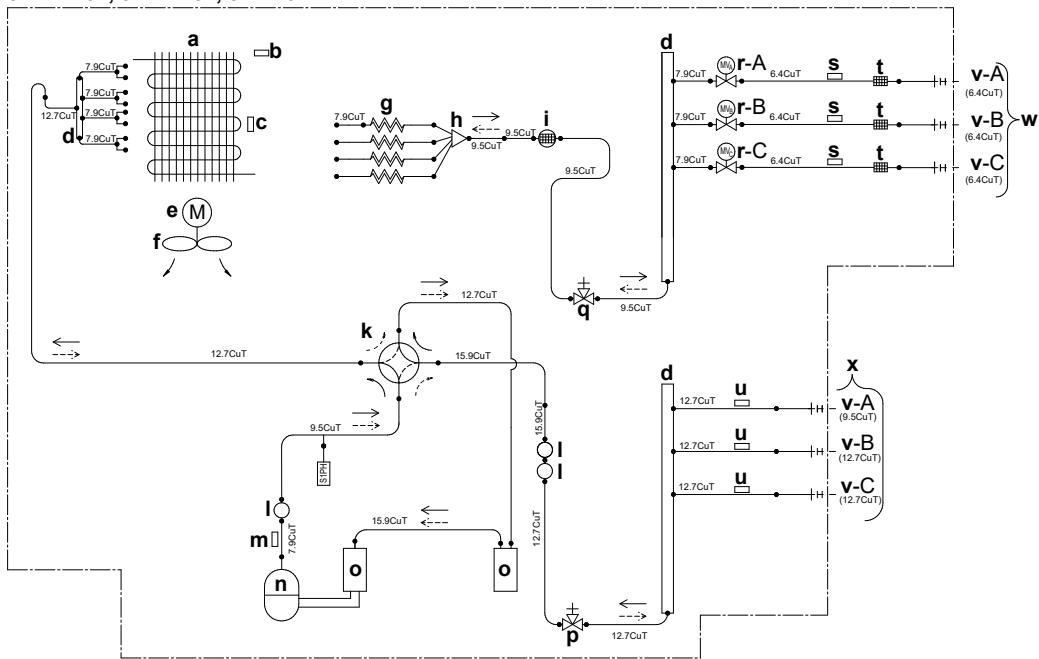 a
b
7.9CuT
7.9CuT
7.9CuT
7.9CuT
12.7CuT
d
c
e
M
f
g
7.9CuT
h
9.5CuT
9.5CuT
i
9.5CuT
q
9.5CuT
d
7.9CuT
r-A
6.4CuT
s
t
v-A
(6.4CuT)
7.9CuT
r-B
6.4CuT
s
t
v-B
(6.4CuT)
w
7.9CuT
r-C
6.4CuT
s
t
v-C
(6.4CuT)
k
12.7CuT
12.7CuT
15.9CuT
9.5CuT
S1PH
l
m
7.9CuT
n
15.9CuT
o
o
15.9CuT
l
l
12.7CuT
p
12.7CuT
d
x
12.7CuT
u
v-A
(9.5CuT)
12.7CuT
u
v-B
(12.7CuT)
12.7CuT
u
v-C
(12.7CuT)